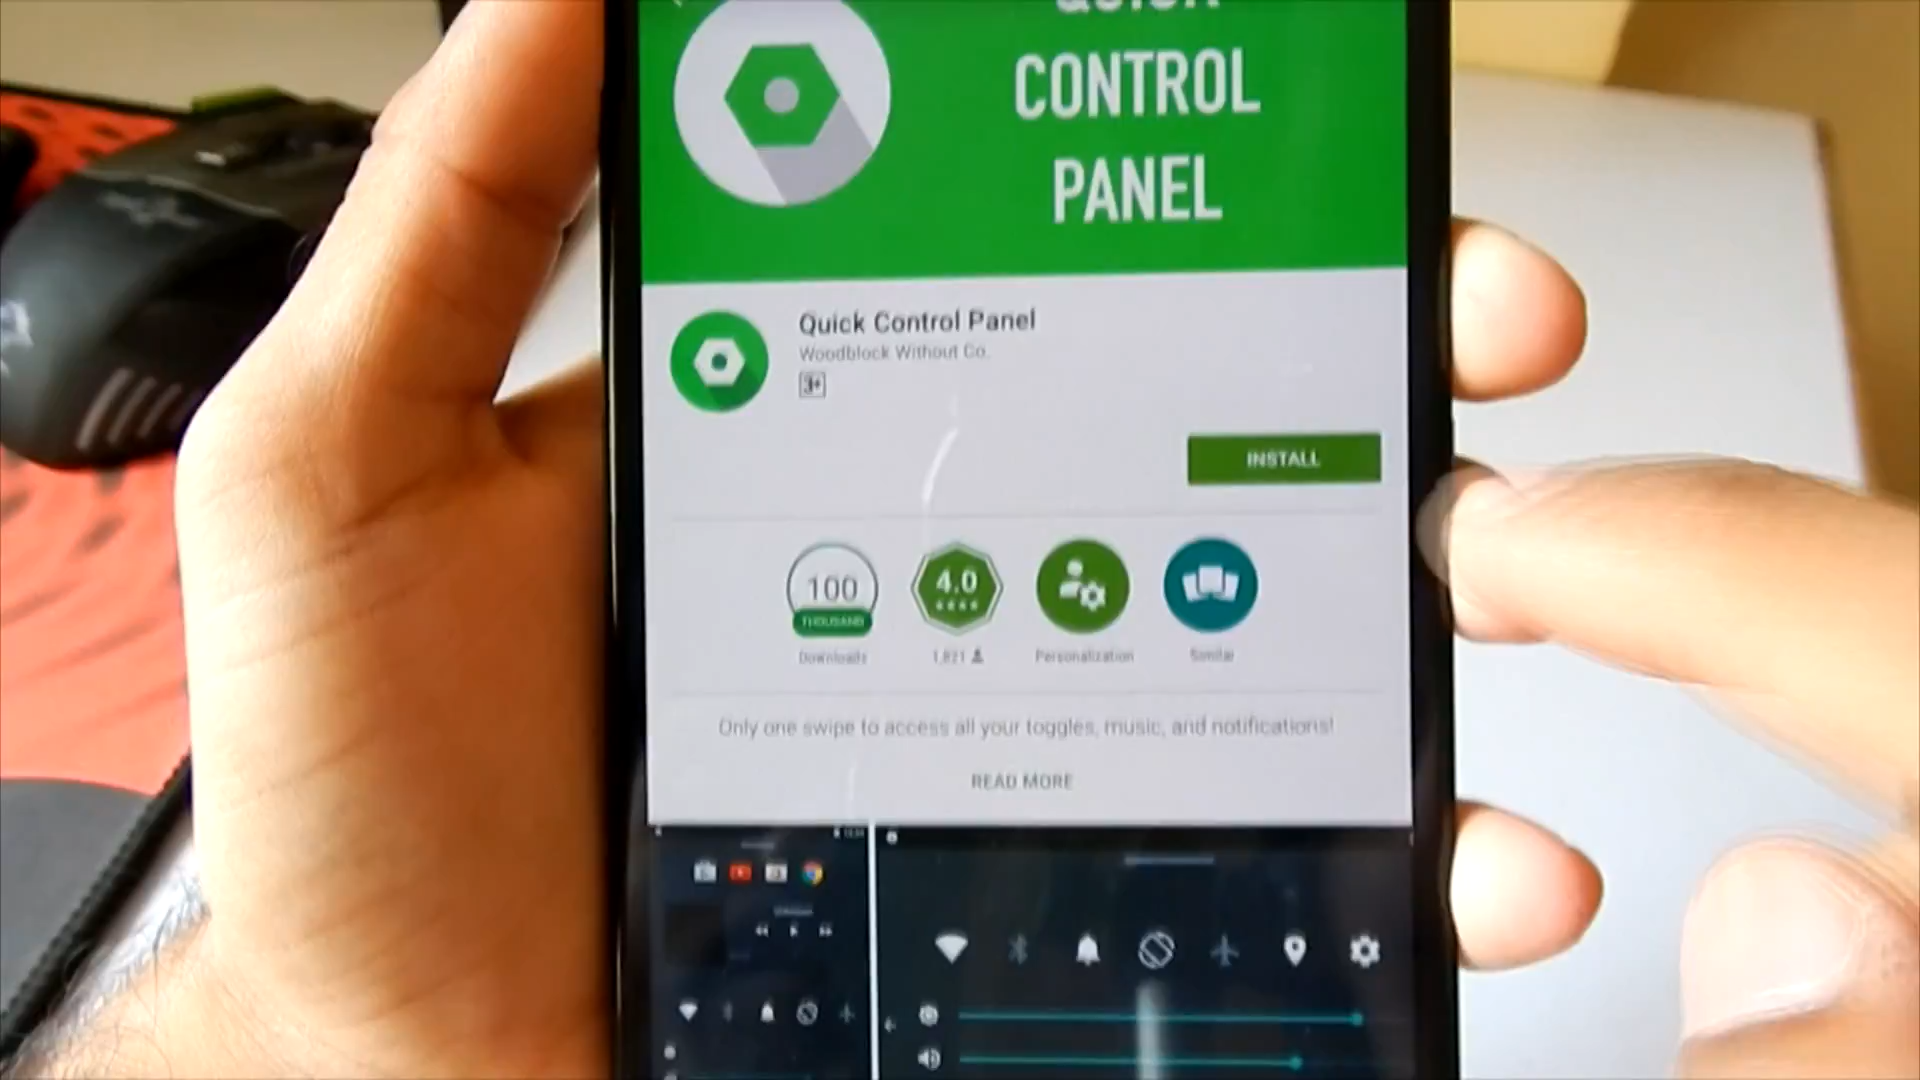 QUICK
CONTROL
PANEL
Quick Control Panel
Woodblock Without Co.
3+
INSTALL
100
THOUSAND
Downloads
4.0
1,821
Personalization
Similar
Only one swipe to access all your toggles, music, and notifications!
READ MORE